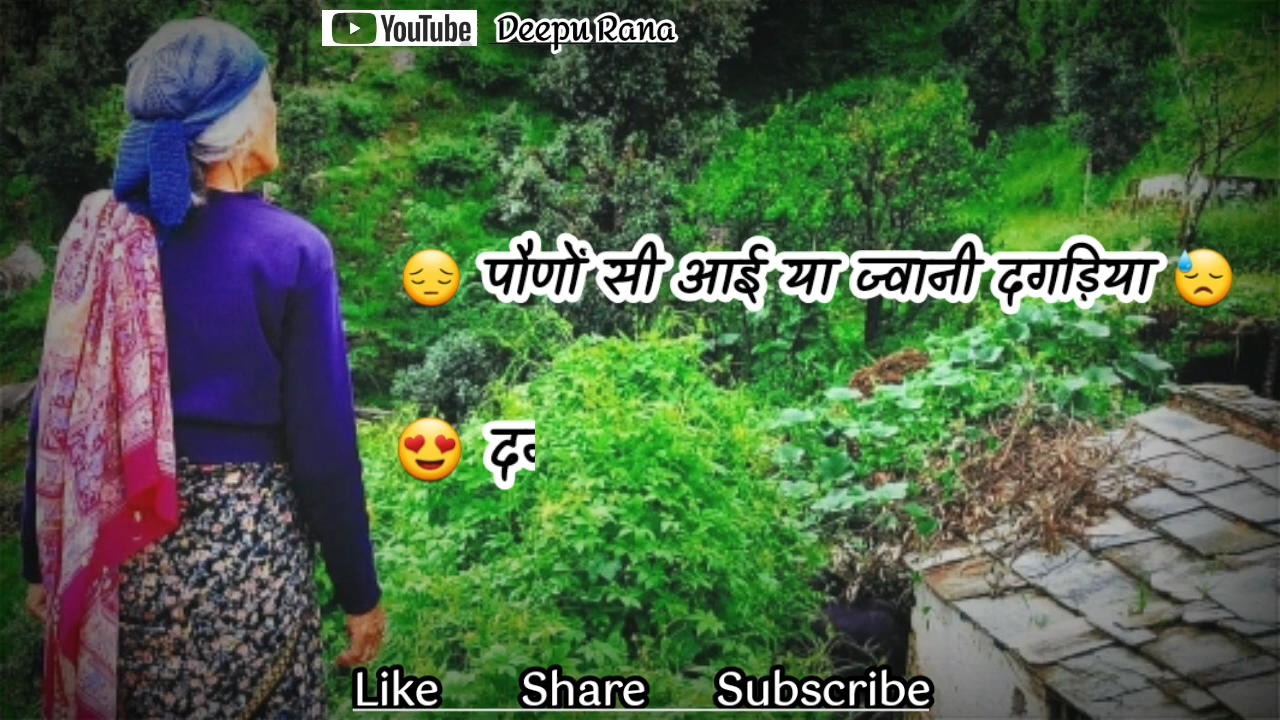 YouTube Deepu Rana
😔 पौणों सी आई या ज्वानी दगड़िया 😓
😍
Like Share Subscribe